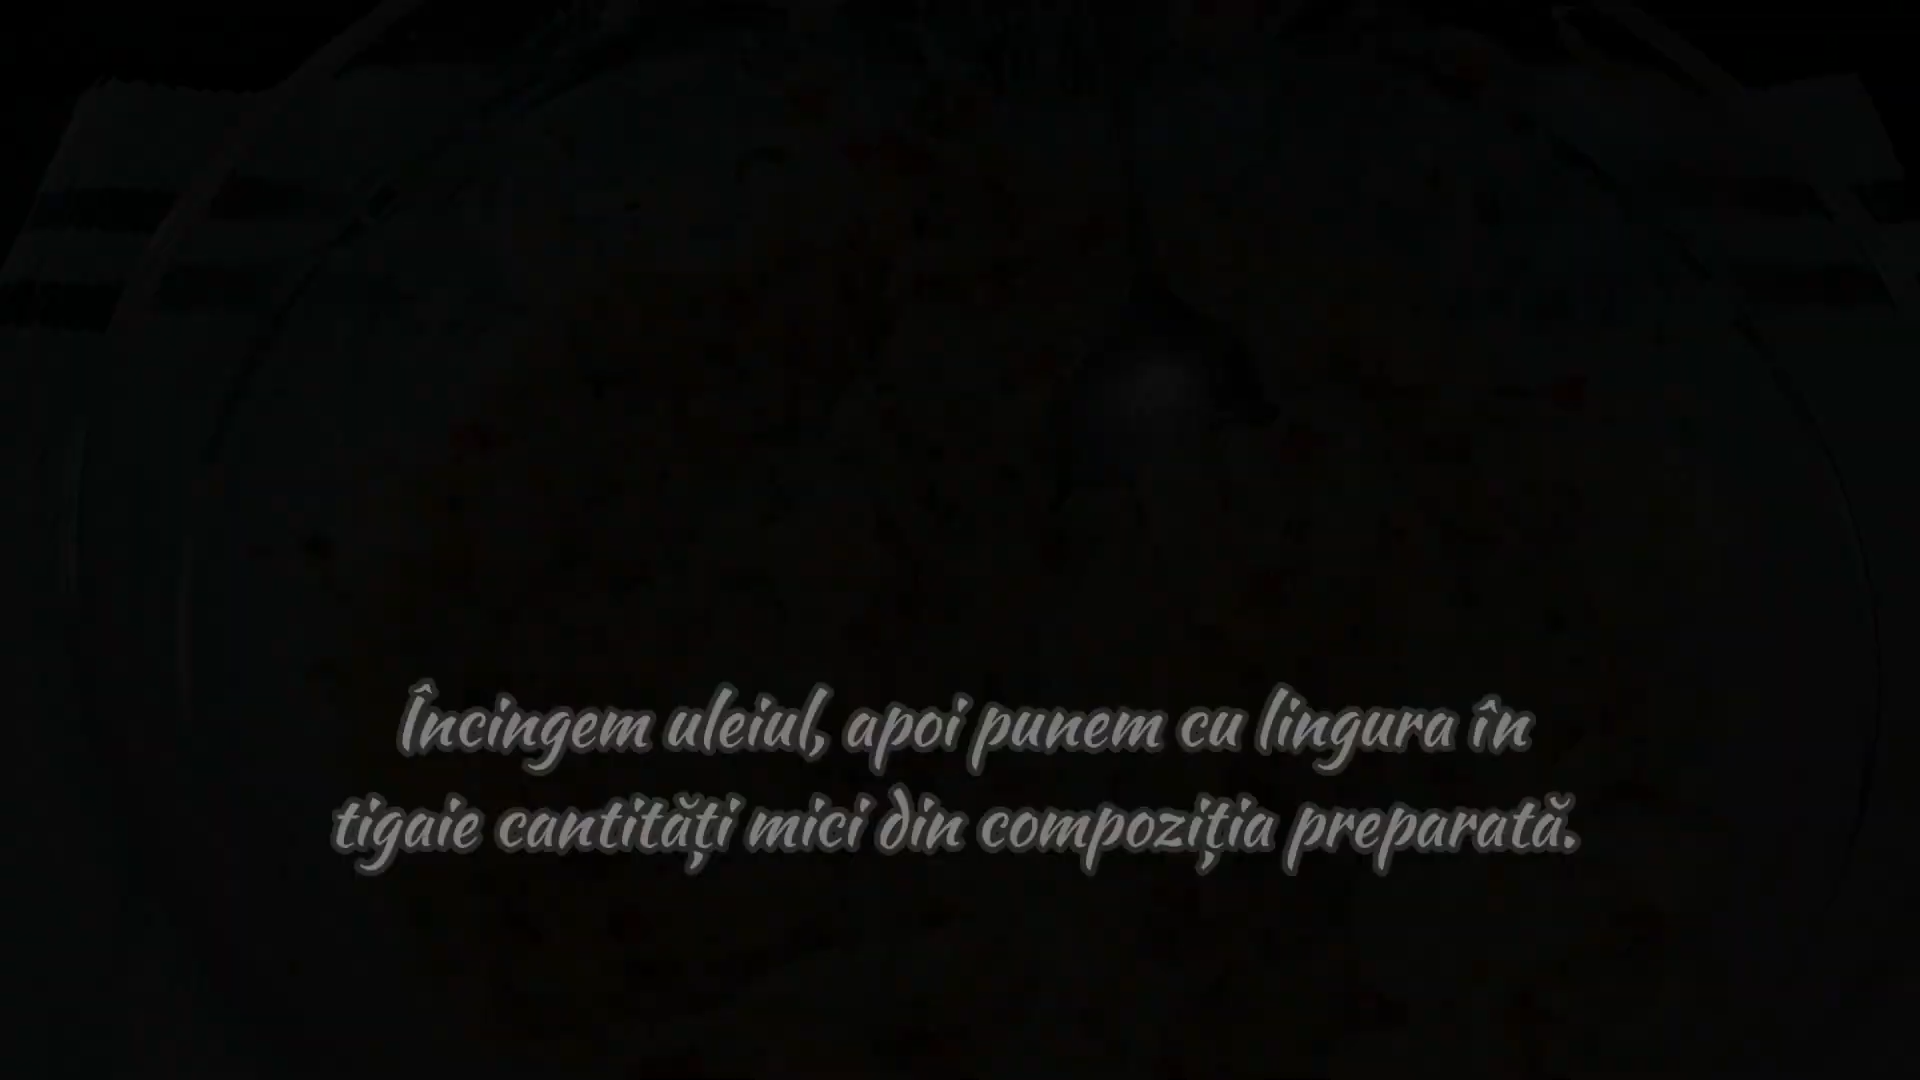 Încingem uleiul, apoi punem cu lingura în
tigaie cantități mici din compoziția preparată.